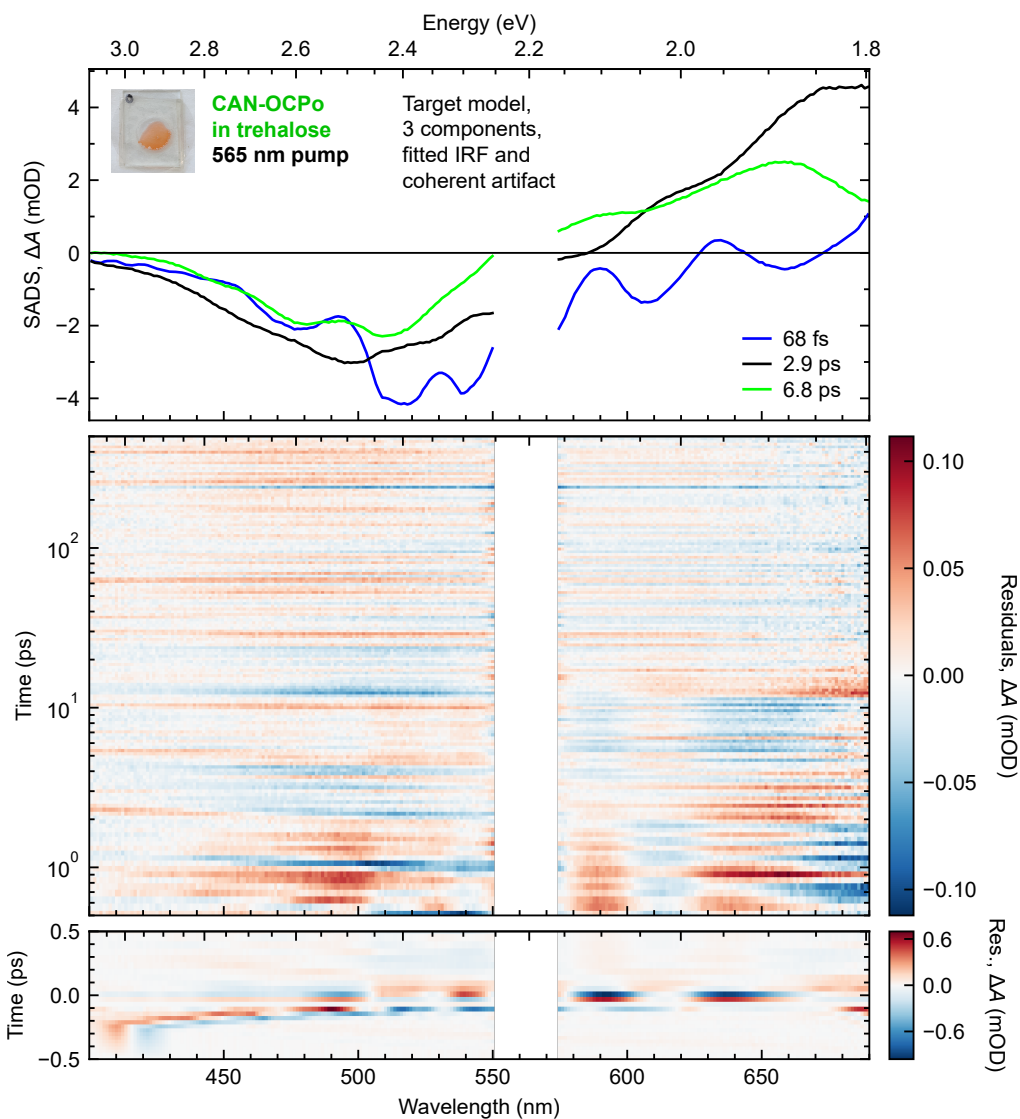 Energy (eV)
3.0 2.8 2.6 2.4 2.2 2.0 1.8
4
2
0
−2
−4
SADS, ΔA (mOD)
CAN-OCPo
in trehalose
565 nm pump
Target model,
3 components,
fitted IRF and
coherent artifact
68 fs
2.9 ps
6.8 ps
10²
10¹
10⁰
Time (ps)
0.10
0.05
0.00
−0.05
−0.10
Residuals, ΔA (mOD)
0.5
0.0
−0.5
Time (ps)
0.6
0.0
−0.6
Res., ΔA (mOD)
450 500 550 600 650
Wavelength (nm)